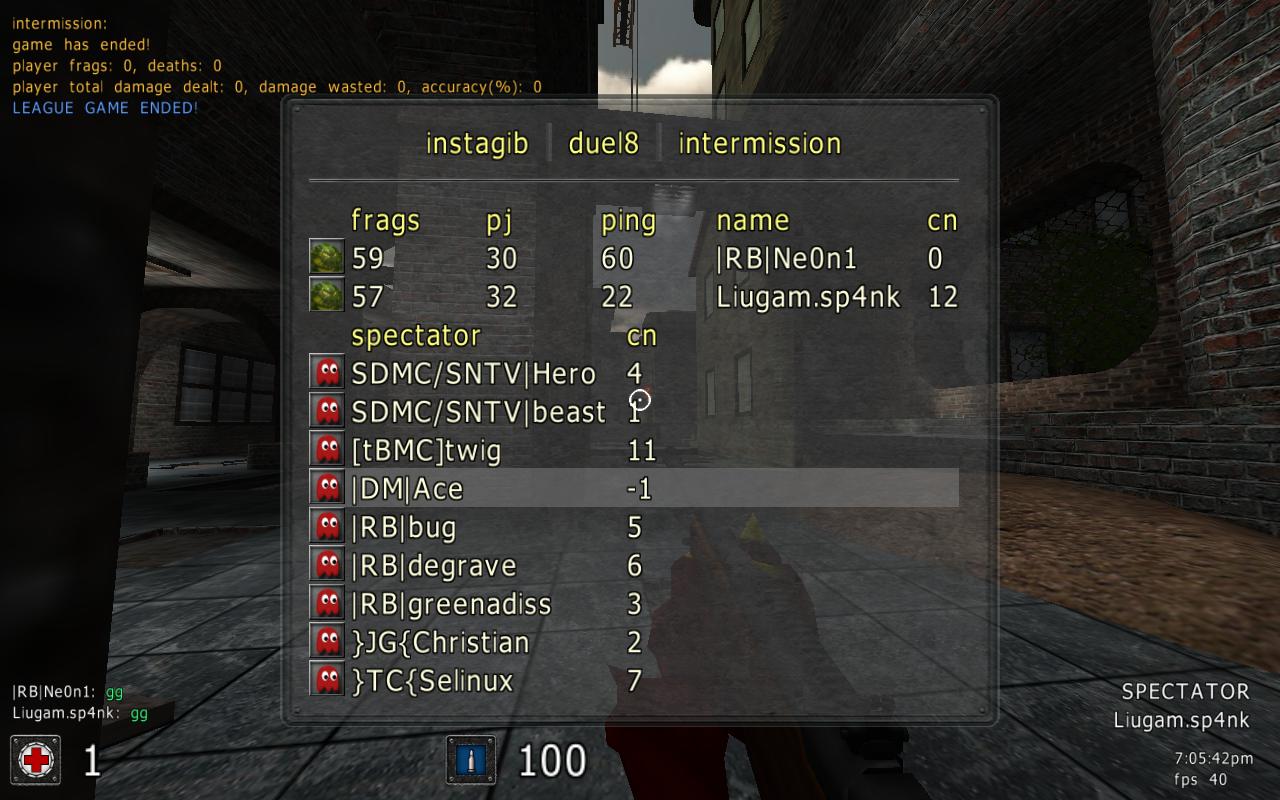 intermission:
game has ended!
player frags: 0, deaths: 0
player total damage dealt: 0, damage wasted: 0, accuracy(%): 0
LEAGUE GAME ENDED!
instagib duel8 intermission
frags pj ping name cn
59 30 60 |RB|Ne0n1 0
57 32 22 Liugam.sp4nk 12
spectator cn
SDMC/SNTV|Hero 4
SDMC/SNTV|beast 1
[tBMC]twig 11
|DM|Ace -1
|RB|bug 5
|RB|degrave 6
|RB|greenadiss 3
}JG{Christian 2
}TC{Selinux 7
|RB|Ne0n1: gg
Liugam.sp4nk: gg
1
100
SPECTATOR
Liugam.sp4nk
7:05:42pm
fps 40